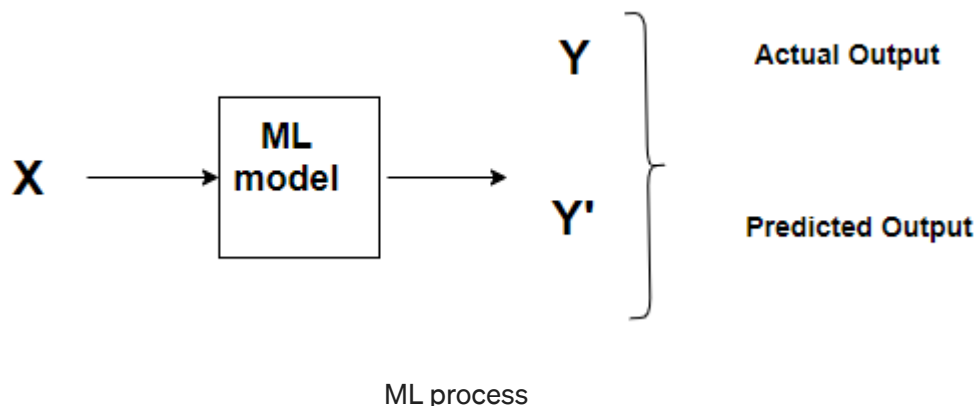 Y
Actual Output
ML
model
X
Y'
Predicted Output
ML process